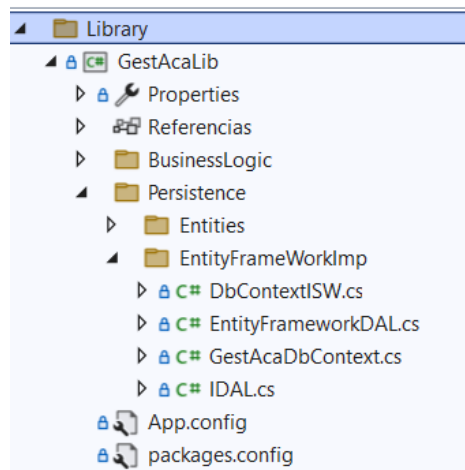 Library
C# GestAcaLib
Properties
Referencias
BusinessLogic
Persistence
Entities
EntityFrameWorkImp
C# DbContextISW.cs
C# EntityFrameworkDAL.cs
C# GestAcaDbContext.cs
C# IDAL.cs
App.config
packages.config